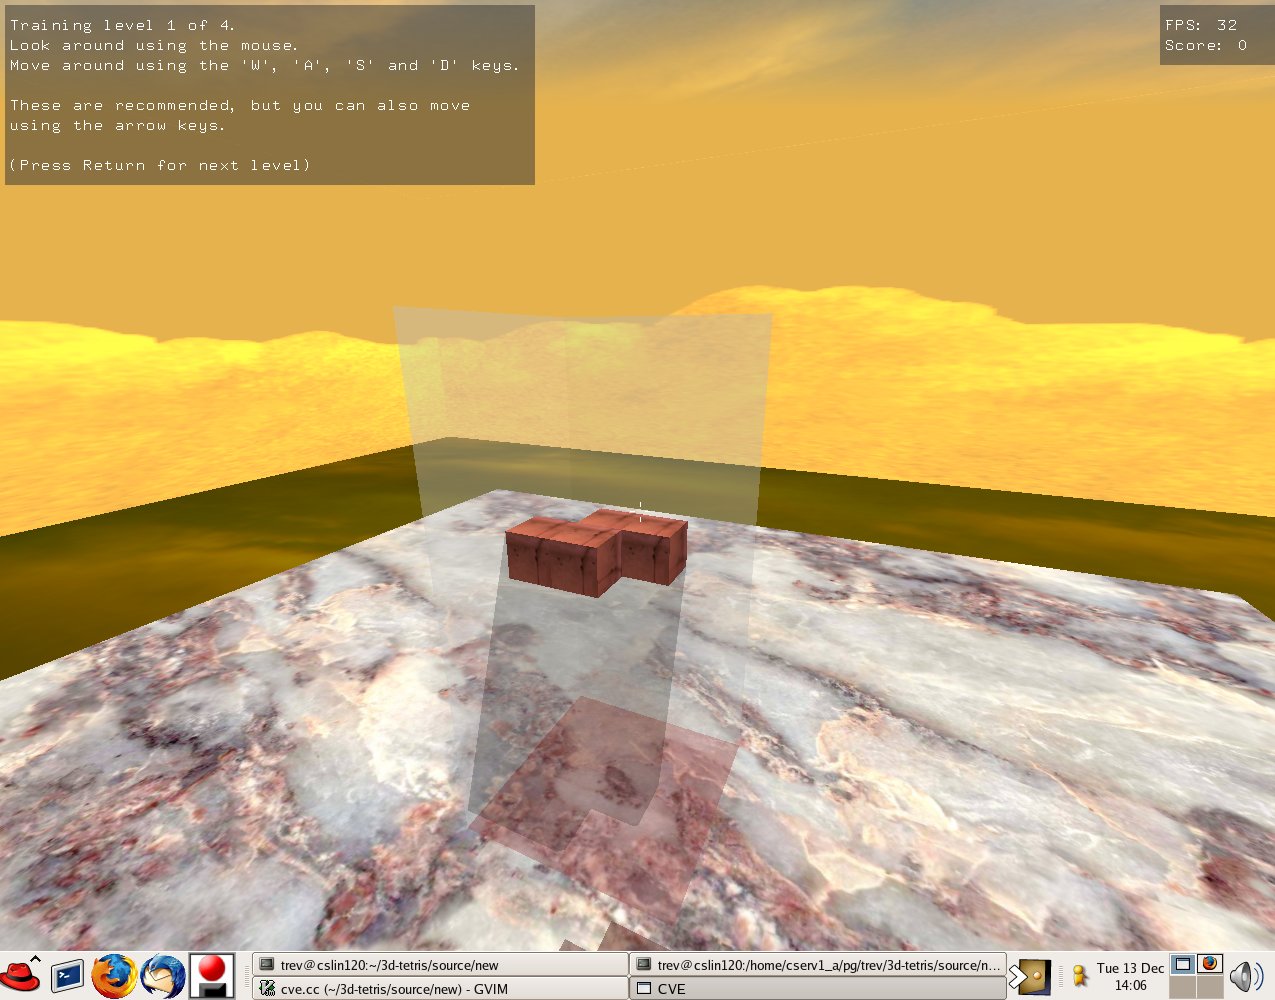 Training level 1 of 4.
Look around using the mouse.
Move around using the 'W', 'A', 'S' and 'D' keys.
These are recommended, but you can also move
using the arrow keys.
(Press Return for next level)
FPS: 32
Score: 0
trev@cslin120:~/3d-tetris/source/new
trev@cslin120:/home/cserv1_a/pg/trev/3d-tetris/source/n...
cve.cc (~/3d-tetris/source/new) - GVIM
CVE
Tue 13 Dec
14:06